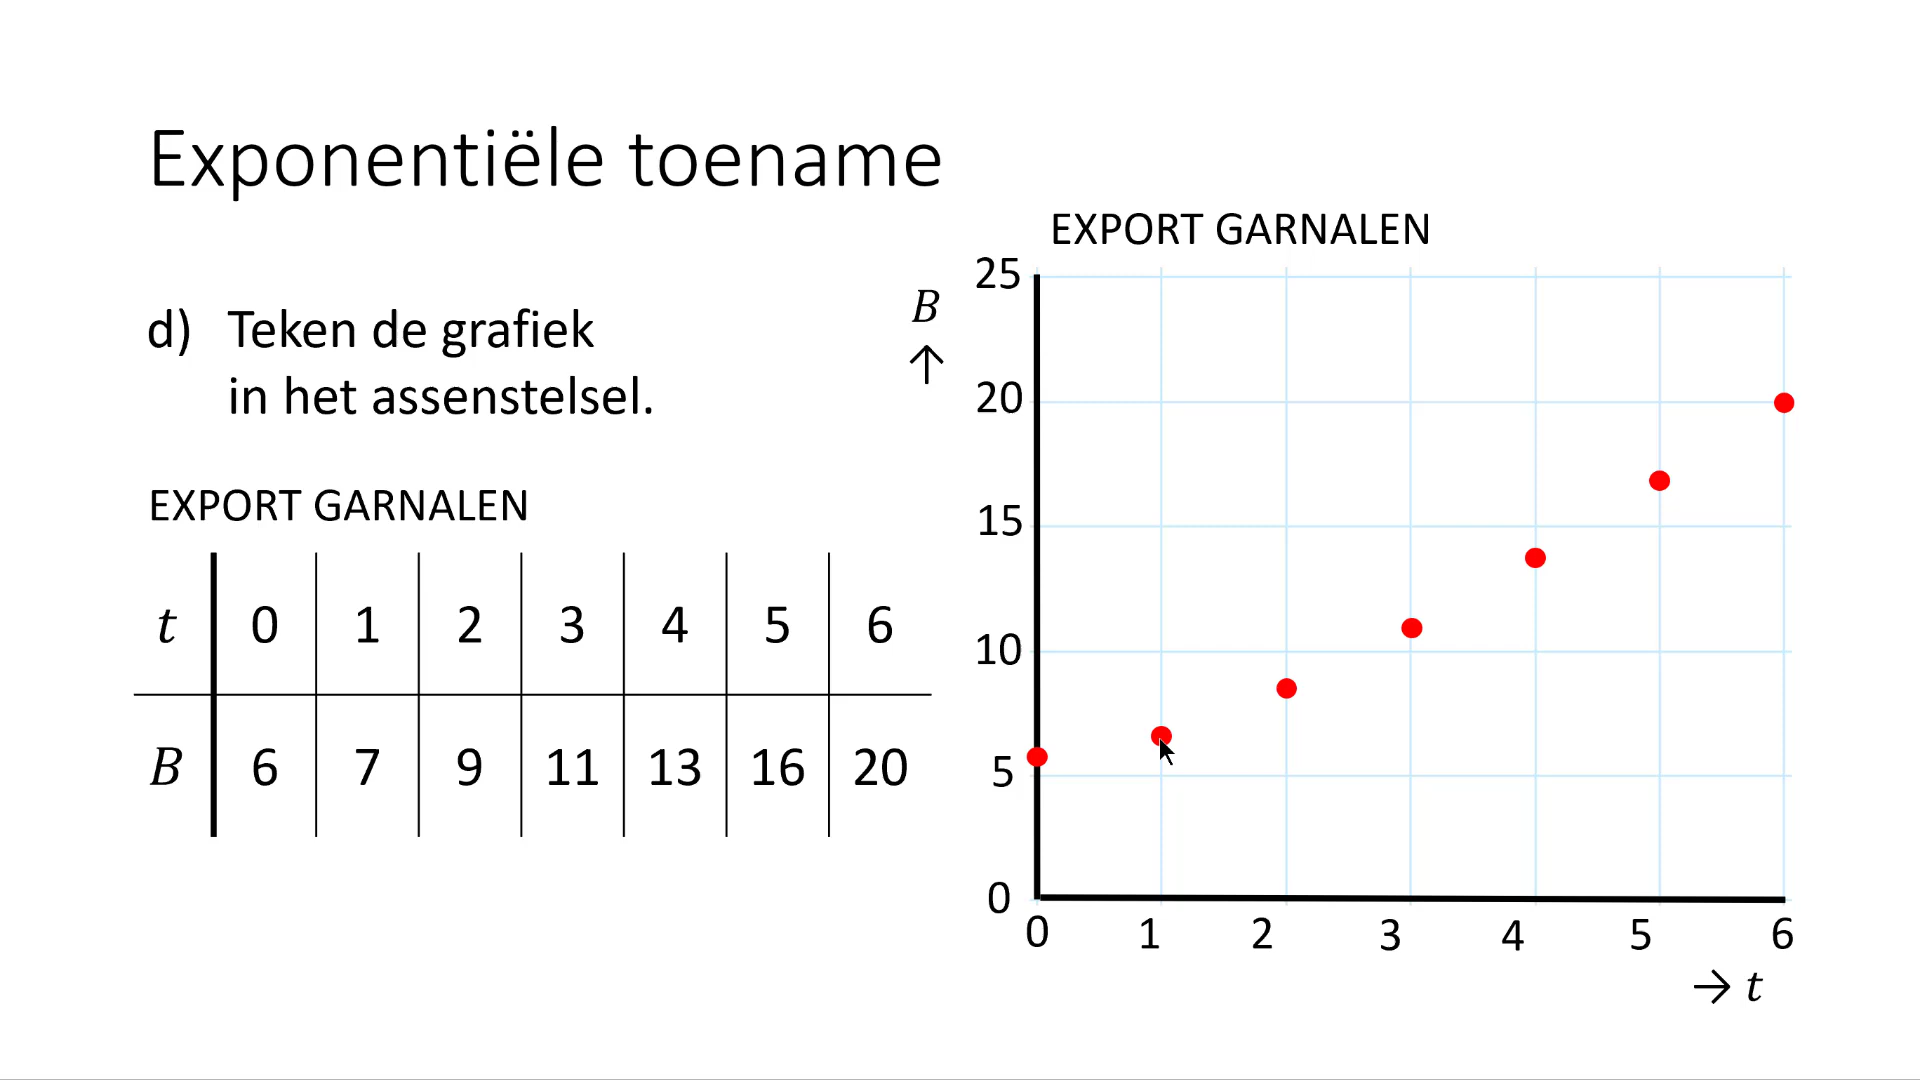 Exponentiële toename
d) Teken de grafiek
in het assenstelsel.
EXPORT GARNALEN
t 0 1 2 3 4 5 6
B 6 7 9 11 13 16 20
EXPORT GARNALEN
B
↑
25
20
15
10
5
0
0 1 2 3 4 5 6
→ t